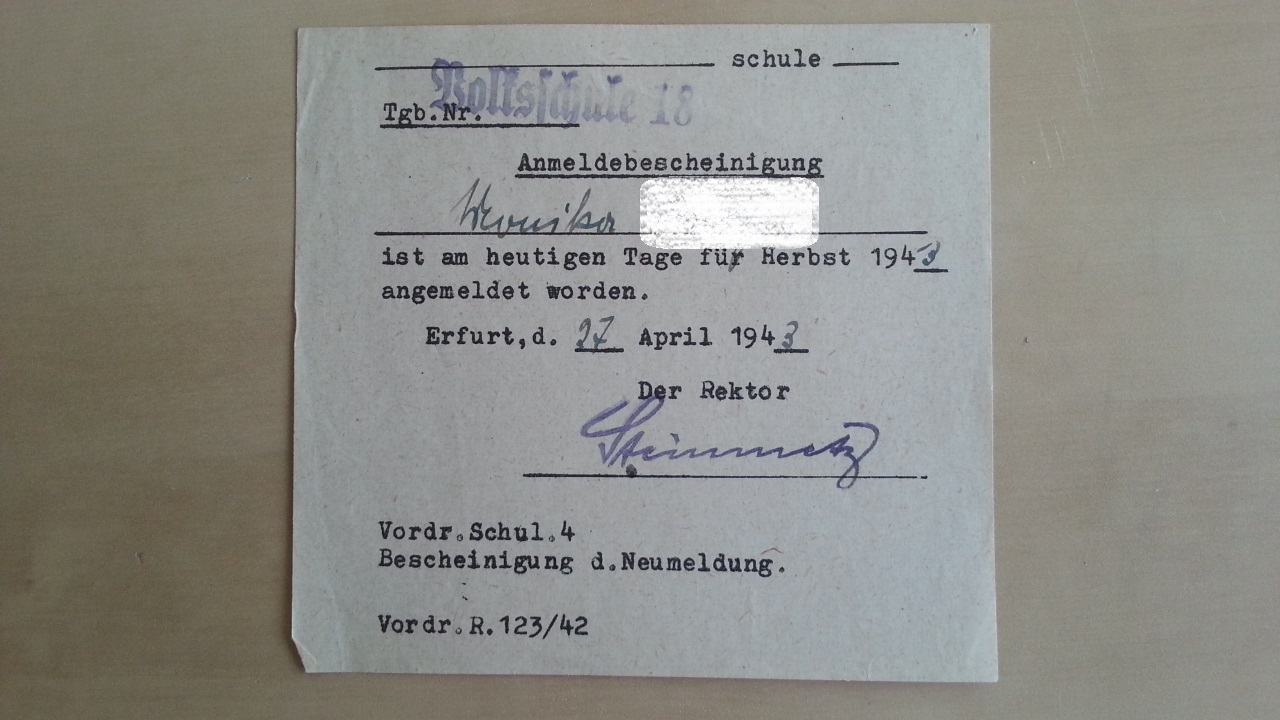 schule
Volksschule 18
Tgb.Nr.
Anmeldebescheinigung
Monika
ist am heutigen Tage für Herbst 1943
angemeldet worden.
Erfurt,d. 27 April 1943
Der Rektor
Steinmetz
Vordr.Schul.4
Bescheinigung d.Neumeldung.
Vordr.R.123/42